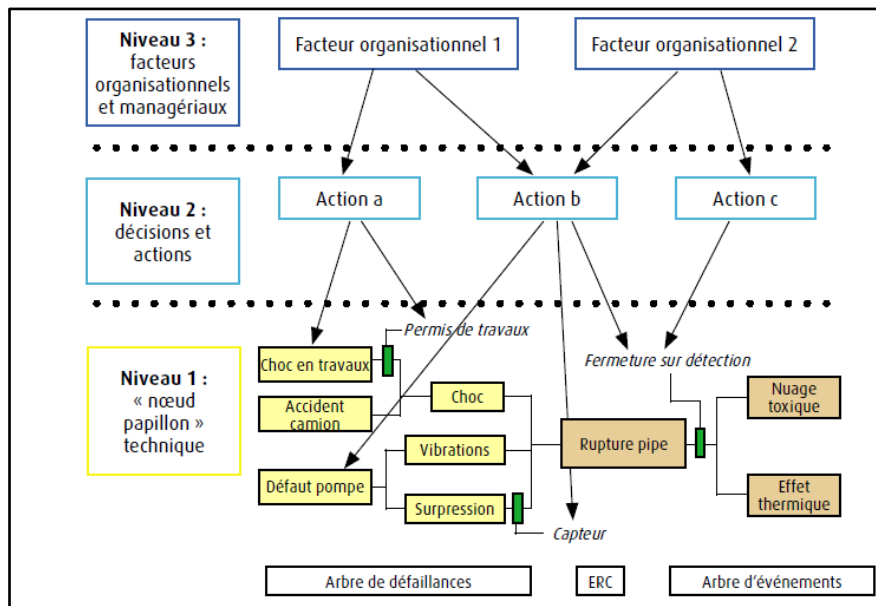 Niveau 3 :
facteurs
organisationnels
et managériaux
Facteur organisationnel 1
Facteur organisationnel 2
Niveau 2 :
décisions et
actions
Action a
Action b
Action c
Niveau 1 :
« nœud
papillon »
technique
Permis de travaux
Choc en travaux
Fermeture sur détection
Accident
camion
Choc
Nuage
toxique
Vibrations
Rupture pipe
Défaut pompe
Surpression
Effet
thermique
Capteur
Arbre de défaillances
ERC
Arbre d'événements